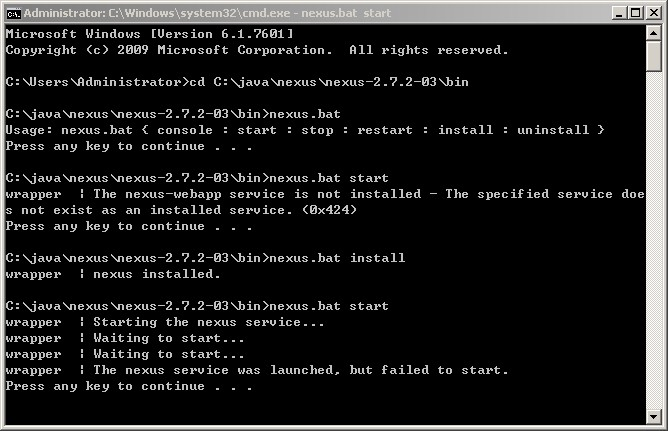 Administrator: C:\Windows\system32\cmd.exe - nexus.bat start
Microsoft Windows [Version 6.1.7601]
Copyright (c) 2009 Microsoft Corporation.  All rights reserved.
C:\Users\Administrator>cd C:\java\nexus\nexus-2.7.2-03\bin
C:\java\nexus\nexus-2.7.2-03\bin>nexus.bat
Usage: nexus.bat { console : start : stop : restart : install : uninstall }
Press any key to continue . . .
C:\java\nexus\nexus-2.7.2-03\bin>nexus.bat start
wrapper  | The nexus-webapp service is not installed - The specified service doe
s not exist as an installed service. (0x424)
Press any key to continue . . .
C:\java\nexus\nexus-2.7.2-03\bin>nexus.bat install
wrapper  | nexus installed.
C:\java\nexus\nexus-2.7.2-03\bin>nexus.bat start
wrapper  | Starting the nexus service...
wrapper  | Waiting to start...
wrapper  | Waiting to start...
wrapper  | The nexus service was launched, but failed to start.
Press any key to continue . . .